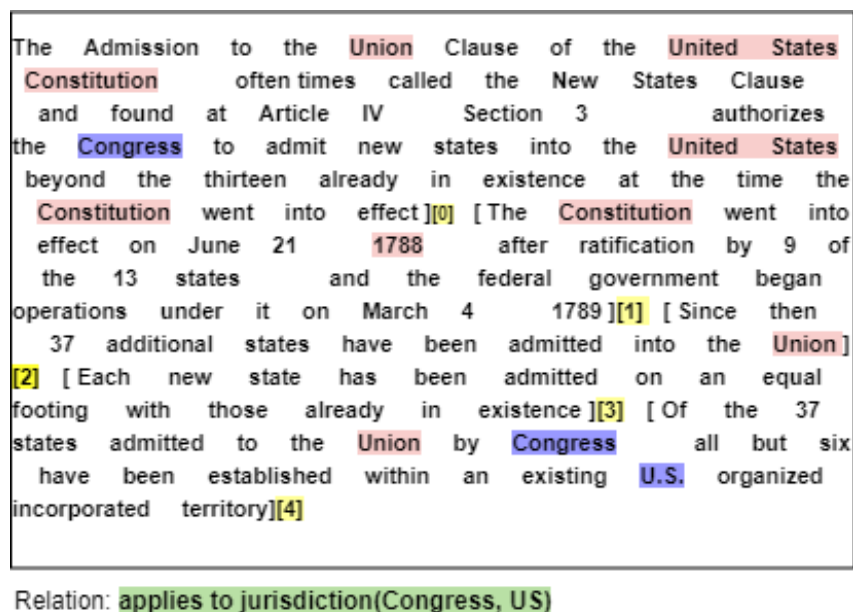 The Admission to the Union Clause of the United States
Constitution often times called the New States Clause
and found at Article IV Section 3 authorizes
the Congress to admit new states into the United States
beyond the thirteen already in existence at the time the
Constitution went into effect ][0] [ The Constitution went into
effect on June 21 1788 after ratification by 9 of
the 13 states and the federal government began
operations under it on March 4 1789 ][1] [ Since then
37 additional states have been admitted into the Union ]
[2] [ Each new state has been admitted on an equal
footing with those already in existence ][3] [ Of the 37
states admitted to the Union by Congress all but six
have been established within an existing U.S. organized
incorporated territory][4]
Relation: applies to jurisdiction(Congress, US)